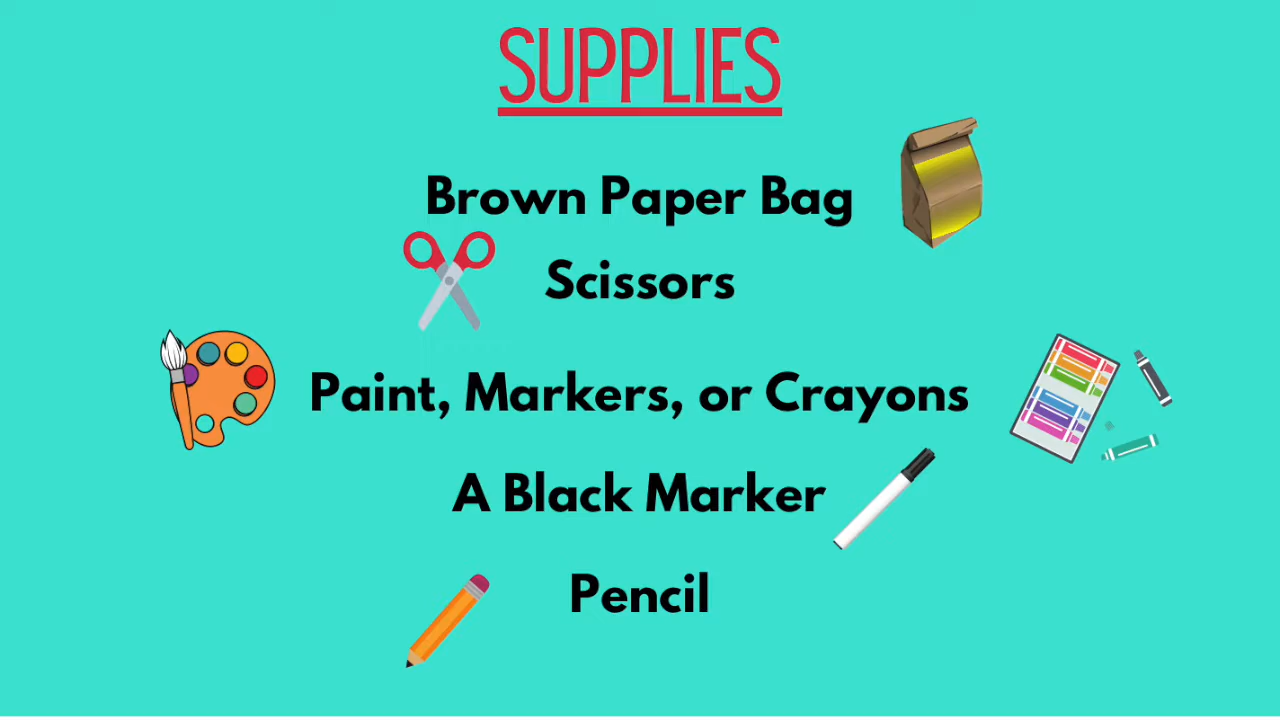 SUPPLIES
Brown Paper Bag
Scissors
Paint, Markers, or Crayons
A Black Marker
Pencil